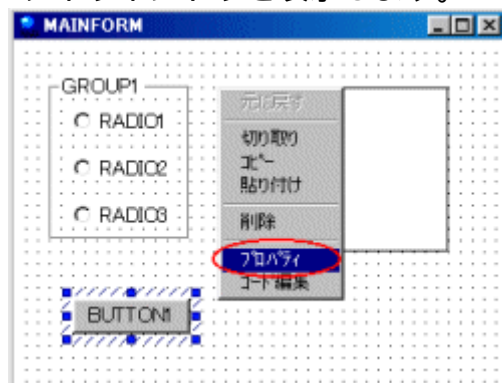 MAINFORM
GROUP1
RADIO1
RADIO2
RADIO3
元に戻す
切り取り
ｺﾋﾟｰ
貼り付け
削除
ﾌﾟﾛﾊﾟﾃｨ
ｺｰﾄﾞ編集
BUTTON1